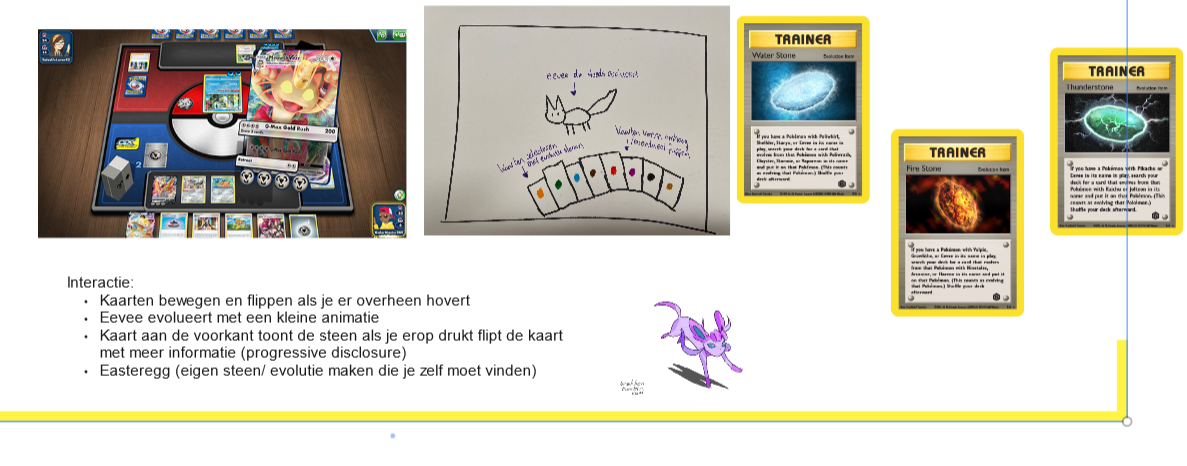 G-Max Gold Rush 200
eevee de
kaarten selecteren
TRAINER
Water Stone Evolution Item
If you have a Pokémon with Poliwhirl,
Shellder, Staryu, or Eevee in its name in
play, search your deck for a card that
evolves from that Pokémon with Poliwrath,
Cloyster, Starmie, or Vaporeon in its name
and put it on that Pokémon. (This counts
as evolving that Pokémon.) Shuffle your
deck afterward.
TRAINER
Fire Stone Evolution Item
If you have a Pokémon with Vulpix,
Growlithe, or Eevee in its name in play,
search your deck for a card that evolves
from that Pokémon with Ninetales,
Arcanine, or Flareon in its name and put it
on that Pokémon. (This counts as evolving
that Pokémon.) Shuffle your deck
afterward.
TRAINER
Thunderstone Evolution Item
If you have a Pokémon with Pikachu or
Eevee in its name in play, search your
deck for a card that evolves from that
Pokémon with Raichu or Jolteon in its
name and put it on that Pokémon. (This
counts as evolving that Pokémon.)
Shuffle your deck afterward.
Interactie:
• Kaarten bewegen en flippen als je er overheen hovert
• Eevee evolueert met een kleine animatie
• Kaart aan de voorkant toont de steen als je erop drukt flipt de kaart
met meer informatie (progressive disclosure)
• Easteregg (eigen steen/ evolutie maken die je zelf moet vinden)